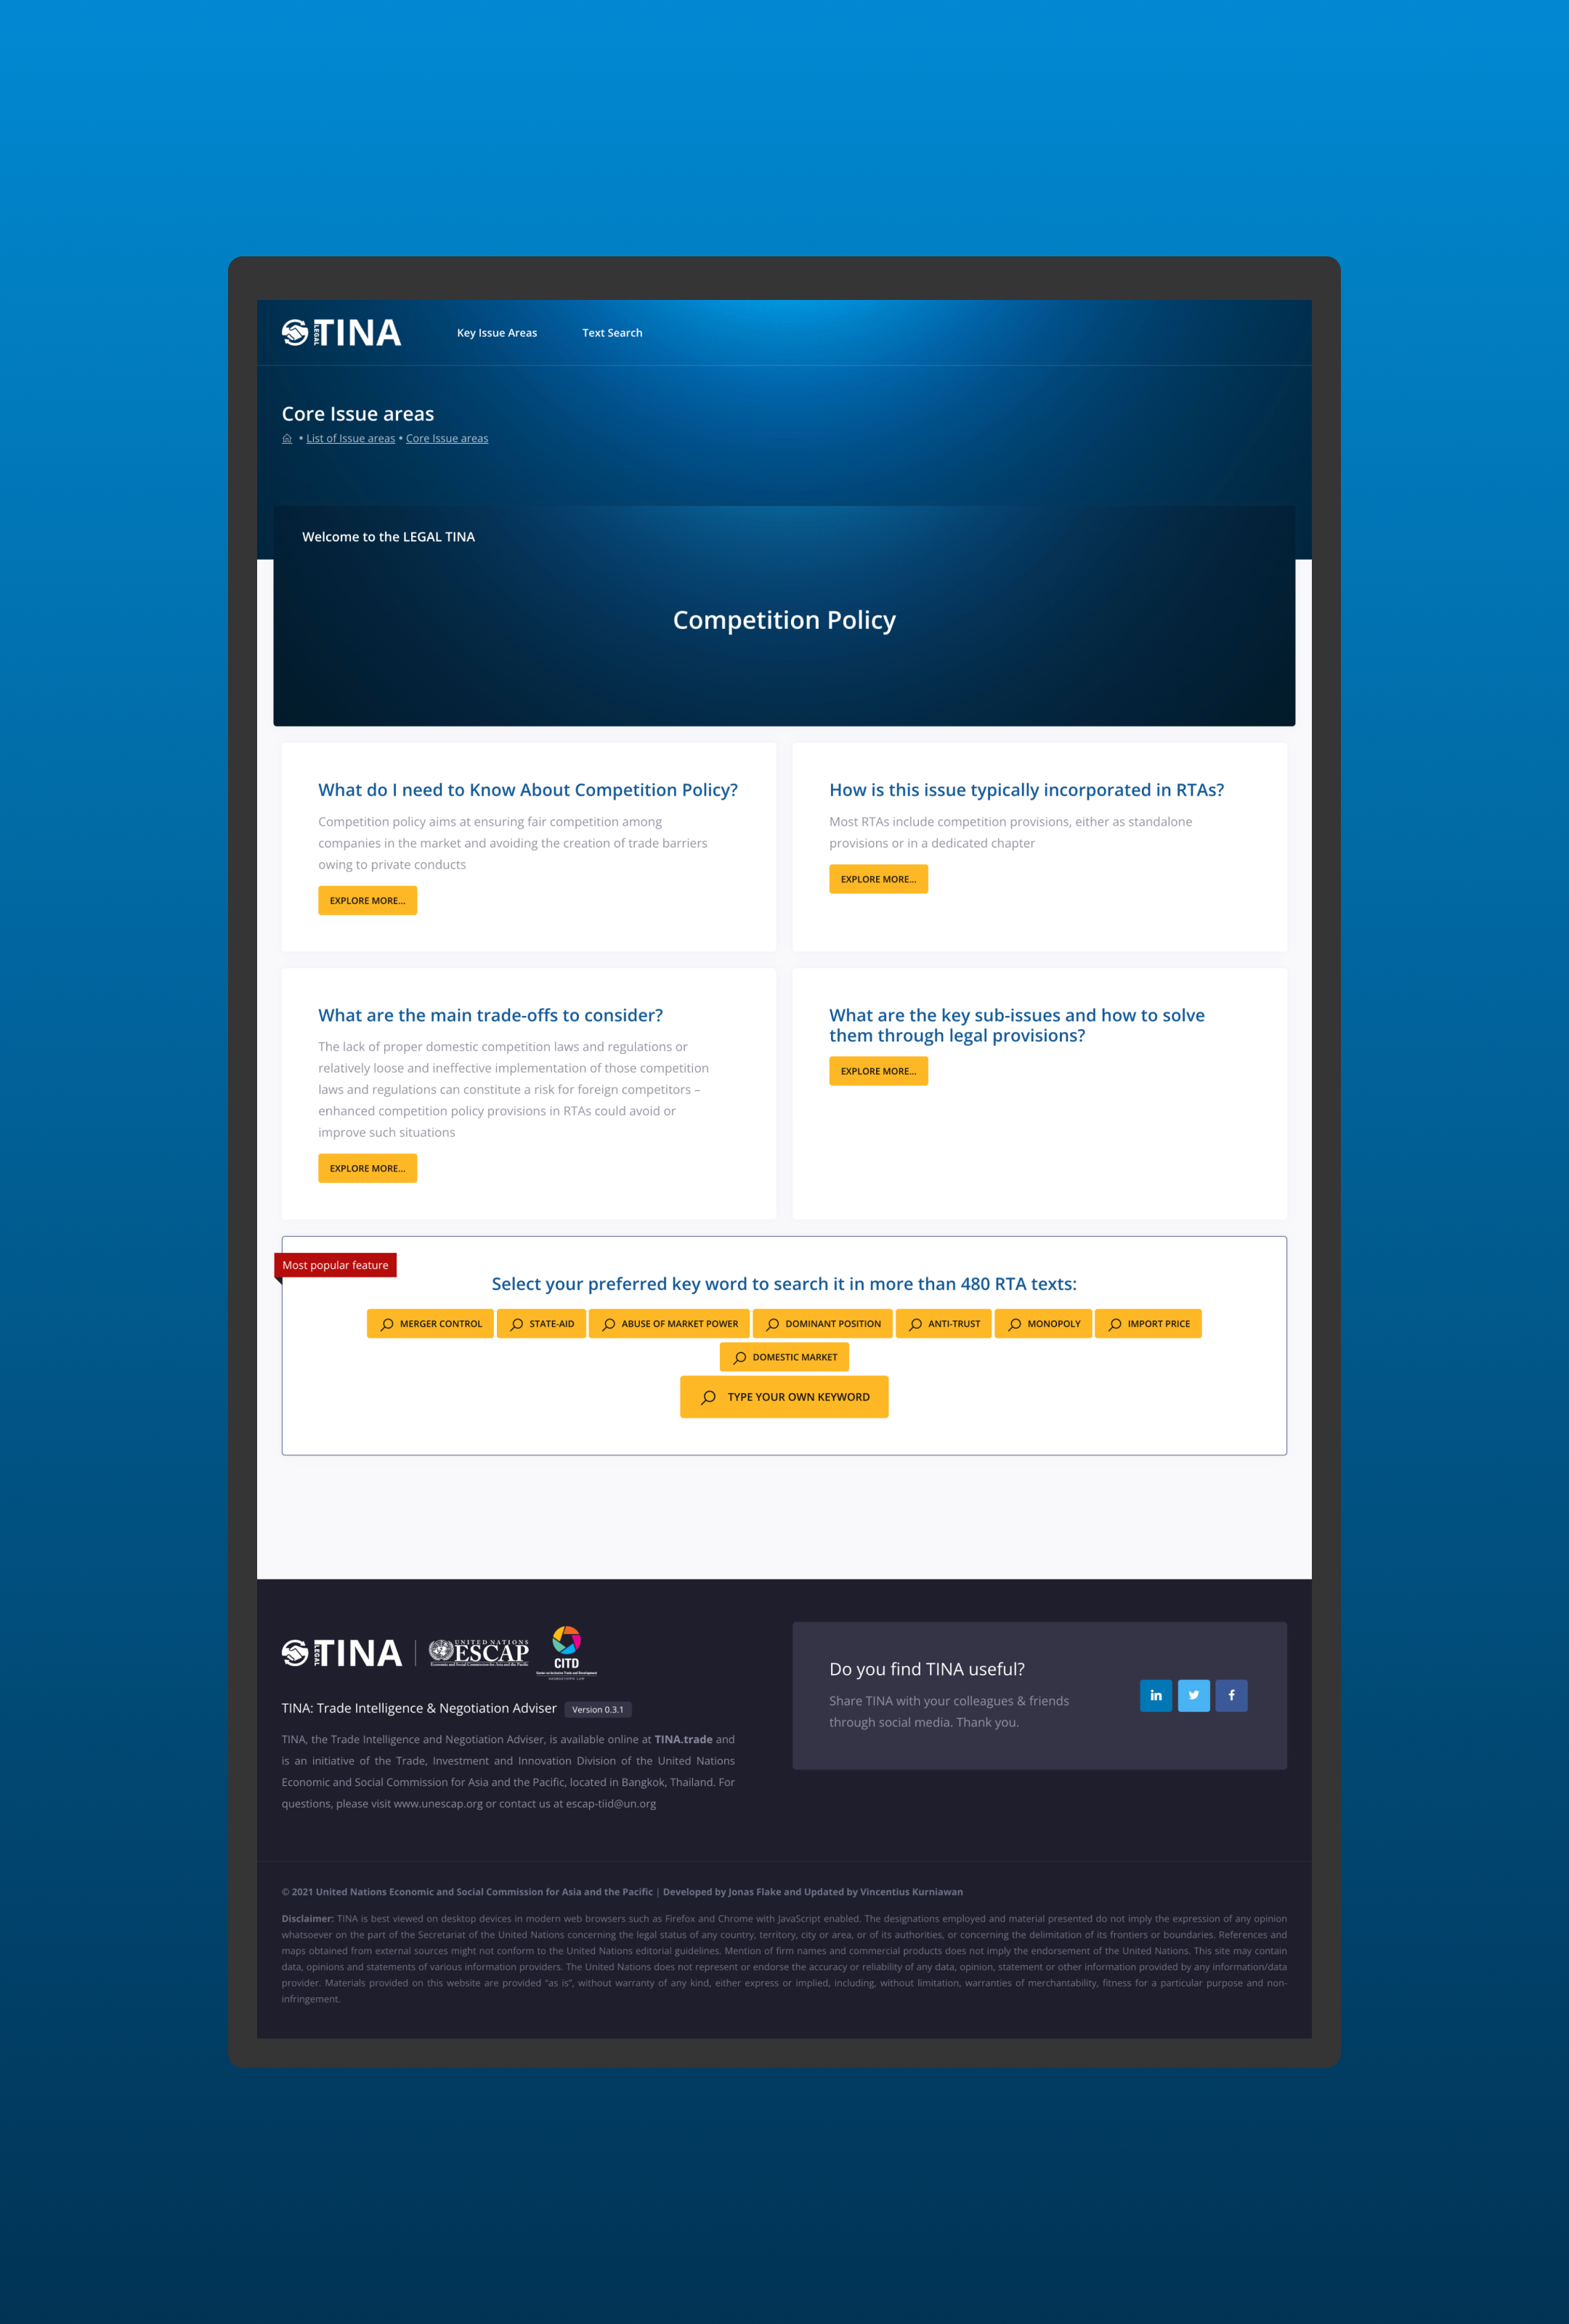 LEGAL TINA
Key Issue Areas
Text Search
Core Issue areas
• List of Issue areas • Core Issue areas
Welcome to the LEGAL TINA
Competition Policy
What do I need to Know About Competition Policy?
Competition policy aims at ensuring fair competition among
companies in the market and avoiding the creation of trade barriers
owing to private conducts
EXPLORE MORE...
How is this issue typically incorporated in RTAs?
Most RTAs include competition provisions, either as standalone
provisions or in a dedicated chapter
EXPLORE MORE...
What are the main trade-offs to consider?
The lack of proper domestic competition laws and regulations or
relatively loose and ineffective implementation of those competition
laws and regulations can constitute a risk for foreign competitors –
enhanced competition policy provisions in RTAs could avoid or
improve such situations
EXPLORE MORE...
What are the key sub-issues and how to solve
them through legal provisions?
EXPLORE MORE...
Most popular feature
Select your preferred key word to search it in more than 480 RTA texts:
MERGER CONTROL
STATE-AID
ABUSE OF MARKET POWER
DOMINANT POSITION
ANTI-TRUST
MONOPOLY
IMPORT PRICE
DOMESTIC MARKET
TYPE YOUR OWN KEYWORD
LEGAL TINA
UNITED NATIONS
ESCAP
Economic and Social Commission for Asia and the Pacific
CITD
Center on Inclusive Trade and Development
GEORGETOWN LAW
TINA: Trade Intelligence & Negotiation Adviser
Version 0.3.1
TINA, the Trade Intelligence and Negotiation Adviser, is available online at TINA.trade and
is an initiative of the Trade, Investment and Innovation Division of the United Nations
Economic and Social Commission for Asia and the Pacific, located in Bangkok, Thailand. For
questions, please visit www.unescap.org or contact us at escap-tiid@un.org
Do you find TINA useful?
Share TINA with your colleagues & friends
through social media. Thank you.
© 2021 United Nations Economic and Social Commission for Asia and the Pacific | Developed by Jonas Flake and Updated by Vincentius Kurniawan
Disclaimer: TINA is best viewed on desktop devices in modern web browsers such as Firefox and Chrome with JavaScript enabled. The designations employed and material presented do not imply the expression of any opinion
whatsoever on the part of the Secretariat of the United Nations concerning the legal status of any country, territory, city or area, or of its authorities, or concerning the delimitation of its frontiers or boundaries. References and
maps obtained from external sources might not conform to the United Nations editorial guidelines. Mention of firm names and commercial products does not imply the endorsement of the United Nations. This site may contain
data, opinions and statements of various information providers. The United Nations does not represent or endorse the accuracy or reliability of any data, opinion, statement or other information provided by any information/data
provider. Materials provided on this website are provided “as is”, without warranty of any kind, either express or implied, including, without limitation, warranties of merchantability, fitness for a particular purpose and non-
infringement.